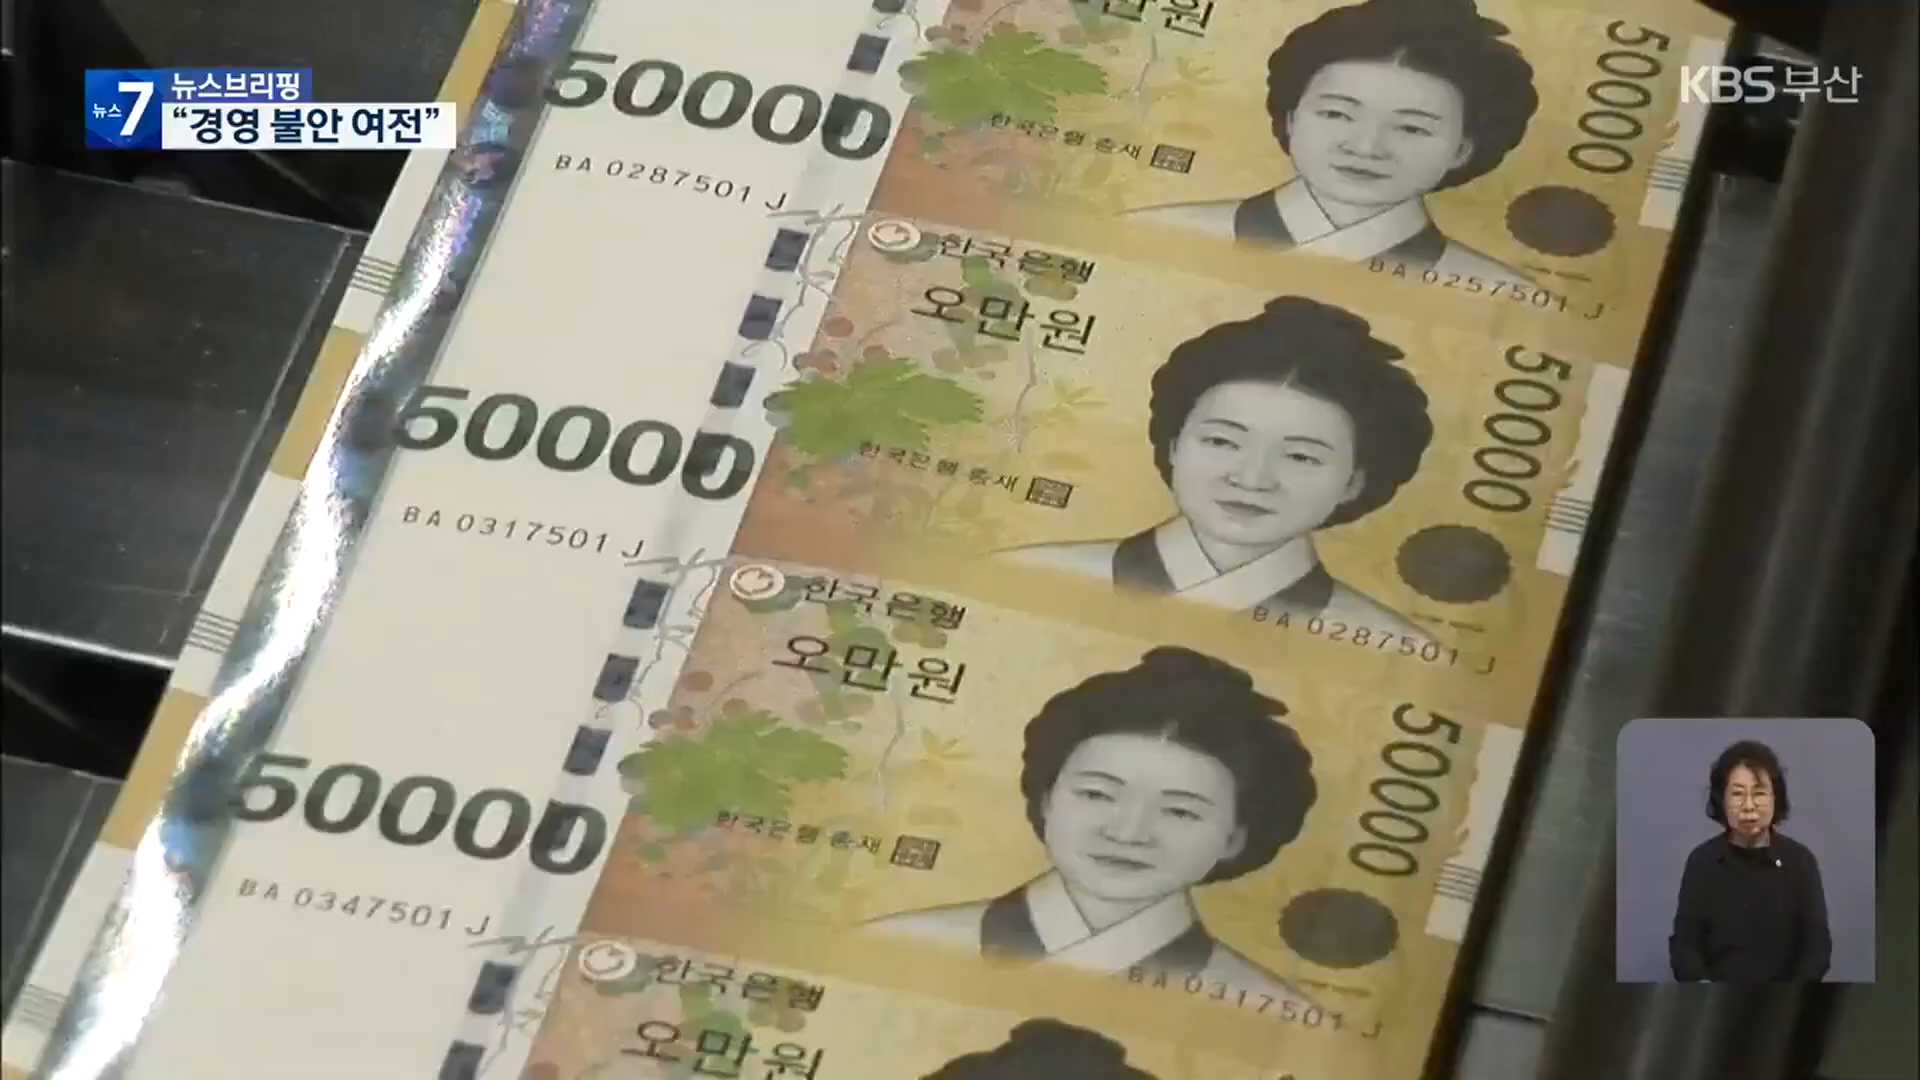 뉴스7
뉴스브리핑
“경영 불안 여전”
KBS 부산
만원
50000
50000
한국은행 총재
BA 0287501 J
BA 0257501 J
한국은행
오만원
50000
50000
한국은행 총재
BA 0317501 J
BA 0287501 J
한국은행
오만원
50000
50000
한국은행 총재
BA 0347501 J
BA 0317501 J
한국은행
오만원